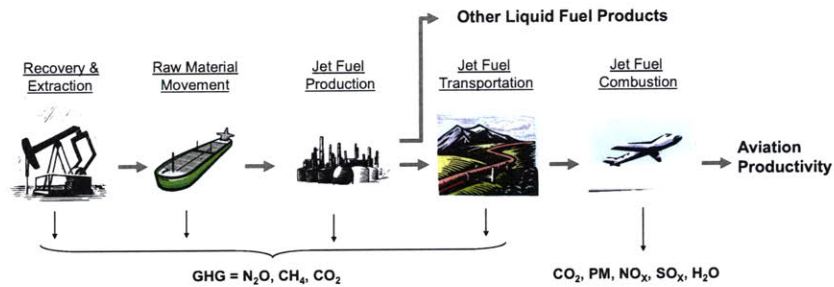 Other Liquid Fuel Products
Recovery &
Extraction
Raw Material
Movement
Jet Fuel
Production
Jet Fuel
Transportation
Jet Fuel
Combustion
Aviation
Productivity
GHG = N₂O, CH₄, CO₂
CO₂, PM, NOₓ, SOₓ, H₂O